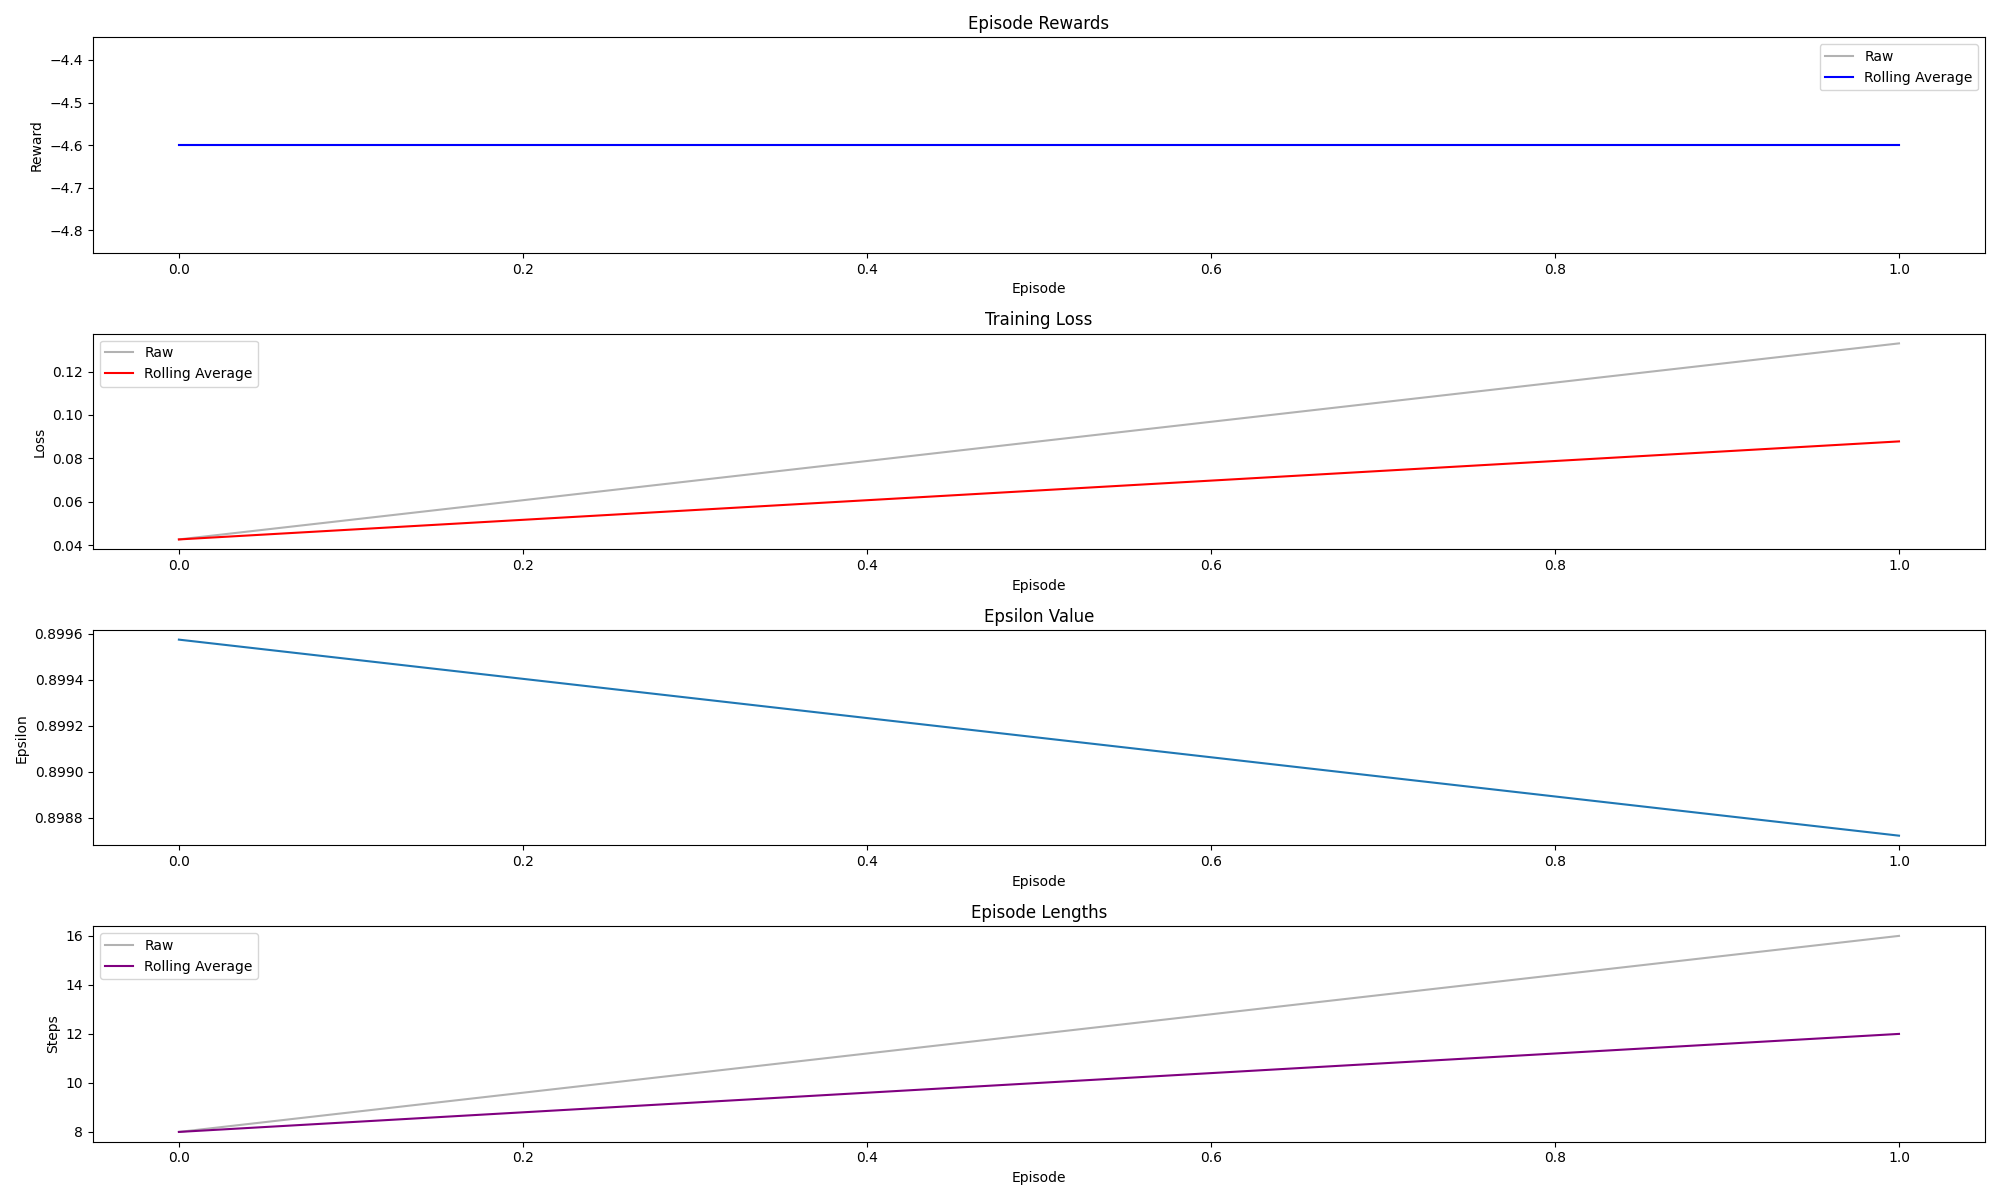 Episode Rewards
Raw
Rolling Average
Reward
−4.4
−4.5
−4.6
−4.7
−4.8
0.0 0.2 0.4 0.6 0.8 1.0
Episode
Training Loss
Raw
Rolling Average
Loss
0.12
0.10
0.08
0.06
0.04
0.0 0.2 0.4 0.6 0.8 1.0
Episode
Epsilon Value
Epsilon
0.8996
0.8994
0.8992
0.8990
0.8988
0.0 0.2 0.4 0.6 0.8 1.0
Episode
Episode Lengths
Raw
Rolling Average
Steps
16
14
12
10
8
0.0 0.2 0.4 0.6 0.8 1.0
Episode